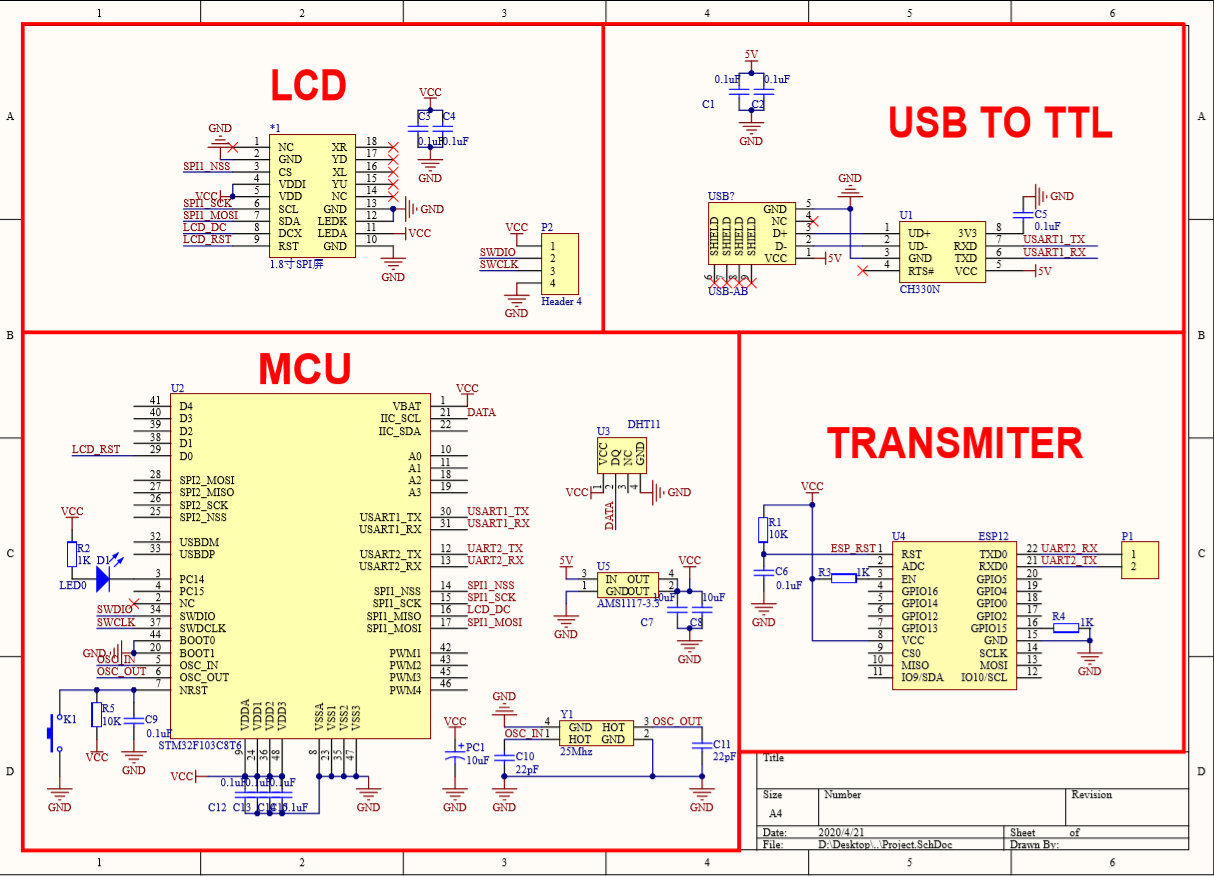 1 2 3 4 5 6
A
B
C
D
A
B
C
D
LCD
VCC
C3 C4
0.1uF 0.1uF
GND
*1
GND
1 NC XR 18
2 GND YD 17
SPI1_NSS 3 CS XL 16
4 VDDI YU 15
VCC 5 VDD NC 14
SPI1_SCK 6 SCL GND 13 GND
SPI1_MOSI 7 SDA LEDK 12
LCD_DC 8 DCX LEDA 11 VCC
LCD_RST 9 RST GND 10
1.8寸SPI屏
GND
VCC P2
1
SWDIO 2
SWCLK 3
4
GND Header 4
USB TO TTL
5V
0.1uF 0.1uF
C1 C2
GND
USB?
SHIELD SHIELD SHIELD SHIELD
GND 5
NC 4
D+ 3
D- 2
VCC 1 5V
6 7 8 9
USB-AB
GND
U1
1 UD+ 3V3 8
2 UD- RXD 7 USART1_TX
3 GND TXD 6 USART1_RX
4 RTS# VCC 5 5V
CH330N
GND
C5
0.1uF
MCU
U2
41 D4 VBAT 1 VCC
40 D3 IIC_SCL 21 DATA
39 D2 IIC_SDA 22
38 D1
LCD_RST 29 D0 A0 10
A1 11
28 SPI2_MOSI A2 18
27 SPI2_MISO A3 19
26 SPI2_SCK
25 SPI2_NSS USART1_TX 30 USART1_TX
USART1_RX 31 USART1_RX
32 USBDM
33 USBDP USART2_TX 12 UART2_TX
USART2_RX 13 UART2_RX
3 PC14
4 PC15 SPI1_NSS 14 SPI1_NSS
2 NC SPI1_SCK 15 SPI1_SCK
SWDIO 34 SWDIO SPI1_MISO 16 LCD_DC
SWCLK 37 SWDCLK SPI1_MOSI 17 SPI1_MOSI
44 BOOT0
GND 20 BOOT1 PWM1 42
OSC_IN 5 OSC_IN PWM2 43
OSC_OUT 6 OSC_OUT PWM3 45
7 NRST PWM4 46
VDDA VDD1 VDD2 VDD3 VSSA VSS1 VSS2 VSS3
9 24 36 48 8 23 35 47
STM32F103C8T6
VCC
R2
1K
D1
LED0
K1
R5
10K
C9
0.1uF
VCC
GND
GND
VCC
0.1uF 0.1uF 0.1uF
C12 C13 0.1uF
GND
VCC
PC1
10uF
GND
U3 DHT11
VCC DQ NC GND
VCC 1 2 3 4 GND
DATA
5V U5 VCC
3 IN OUT 4
1 GND OUT 2
AMS1117-3.3
10uF 10uF
C7 C8
GND
GND
GND
Y1
4 GND HOT 3 OSC_OUT
OSC_IN 1 HOT GND 2
25Mhz
C10
22pF
C11
22pF
GND GND
TRANSMITER
VCC
R1
10K
C6
0.1uF
GND
R3 1K
U4 ESP12
ESP_RST 1 RST TXD0 22 UART2_RX
2 ADC RXD0 21 UART2_TX
3 EN GPIO5 20
4 GPIO16 GPIO4 19
5 GPIO14 GPIO0 18
6 GPIO12 GPIO2 17
7 GPIO13 GPIO15 16
8 VCC GND 15
9 CS0 SCLK 14
10 MISO MOSI 13
11 IO9/SDA IO10/SCL 12
P1
1
2
R4 1K
GND
Title
Size Number Revision
A4
Date: 2020/4/21 Sheet of
File: D:\Desktop\..\Project.SchDoc Drawn By:
1 2 3 4 5 6